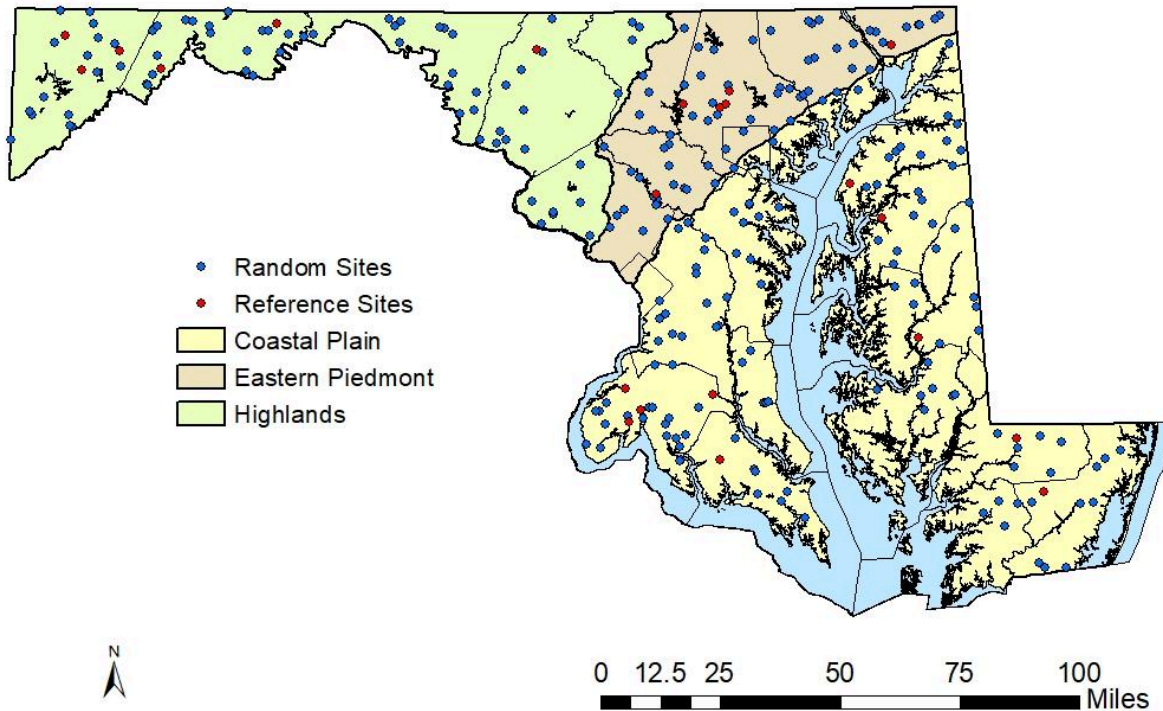 Random Sites
Reference Sites
Coastal Plain
Eastern Piedmont
Highlands
N
0 12.5 25 50 75 100
Miles